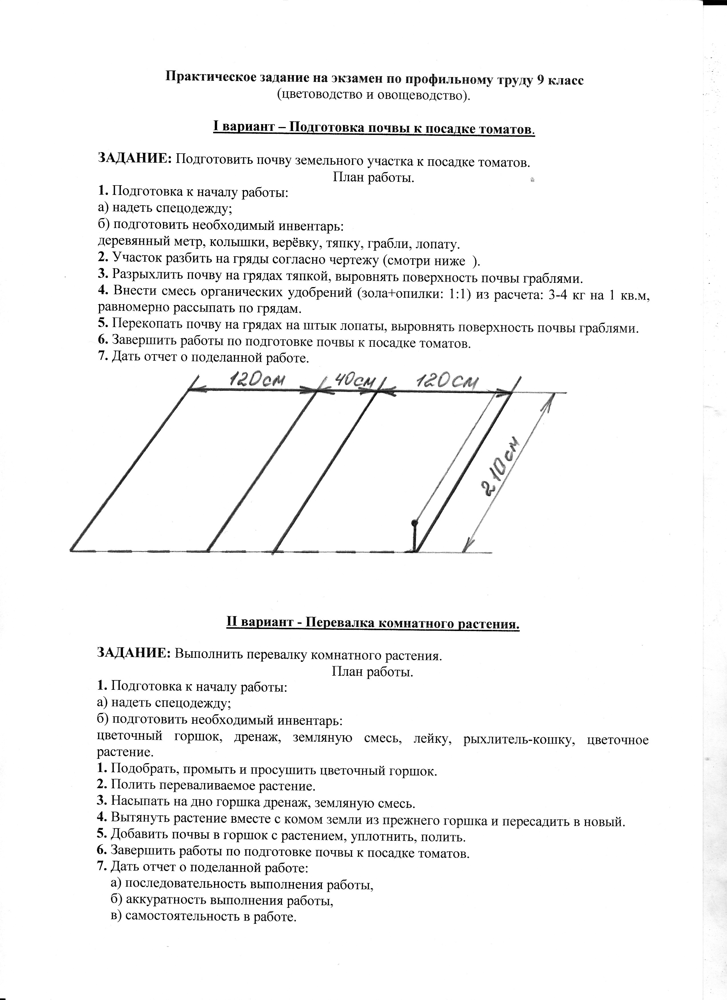 Практическое задание на экзамен по профильному труду 9 класс
(цветоводство и овощеводство).
I вариант – Подготовка почвы к посадке томатов.
ЗАДАНИЕ: Подготовить почву земельного участка к посадке томатов.
План работы.
1. Подготовка к началу работы:
а) надеть спецодежду;
б) подготовить необходимый инвентарь:
деревянный метр, колышки, верёвку, тяпку, грабли, лопату.
2. Участок разбить на гряды согласно чертежу (смотри ниже ).
3. Разрыхлить почву на грядах тяпкой, выровнять поверхность почвы граблями.
4. Внести смесь органических удобрений (зола+опилки: 1:1) из расчета: 3-4 кг на 1 кв.м,
равномерно рассыпать по грядам.
5. Перекопать почву на грядах на штык лопаты, выровнять поверхность почвы граблями.
6. Завершить работы по подготовке почвы к посадке томатов.
7. Дать отчет о поделанной работе.
120см 40см 120см
210см
II вариант - Перевалка комнатного растения.
ЗАДАНИЕ: Выполнить перевалку комнатного растения.
План работы.
1. Подготовка к началу работы:
а) надеть спецодежду;
б) подготовить необходимый инвентарь:
цветочный горшок, дренаж, земляную смесь, лейку, рыхлитель-кошку, цветочное
растение.
1. Подобрать, промыть и просушить цветочный горшок.
2. Полить переваливаемое растение.
3. Насыпать на дно горшка дренаж, земляную смесь.
4. Вытянуть растение вместе с комом земли из прежнего горшка и пересадить в новый.
5. Добавить почвы в горшок с растением, уплотнить, полить.
6. Завершить работы по подготовке почвы к посадке томатов.
7. Дать отчет о поделанной работе:
а) последовательность выполнения работы,
б) аккуратность выполнения работы,
в) самостоятельность в работе.